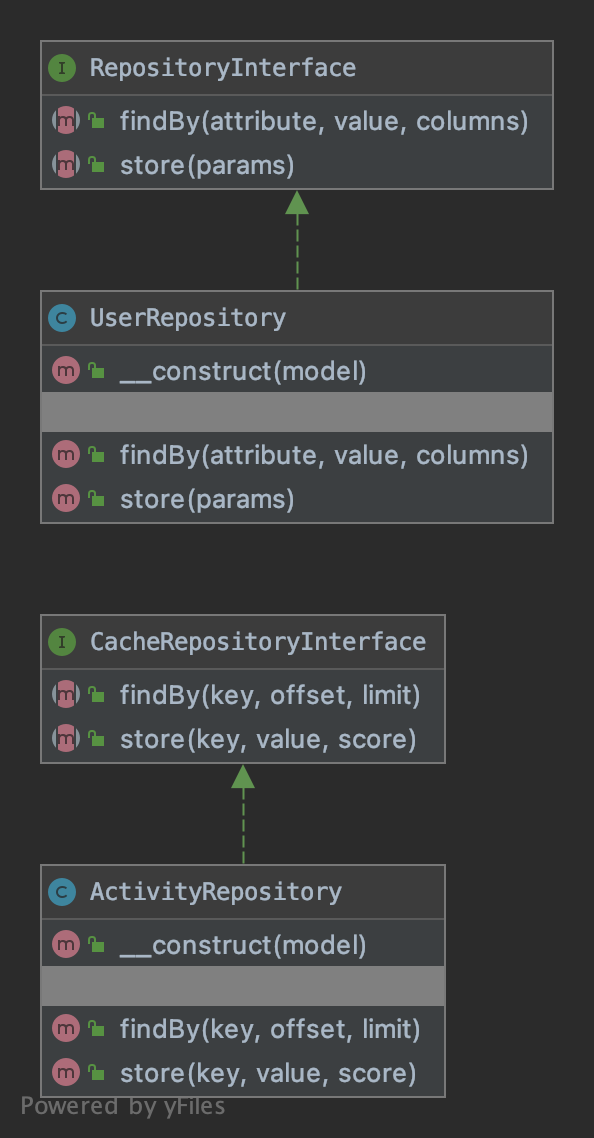 I RepositoryInterface
m findBy(attribute, value, columns)
m store(params)
C UserRepository
m __construct(model)
m findBy(attribute, value, columns)
m store(params)
I CacheRepositoryInterface
m findBy(key, offset, limit)
m store(key, value, score)
C ActivityRepository
m __construct(model)
m findBy(key, offset, limit)
m store(key, value, score)
Powered by yFiles